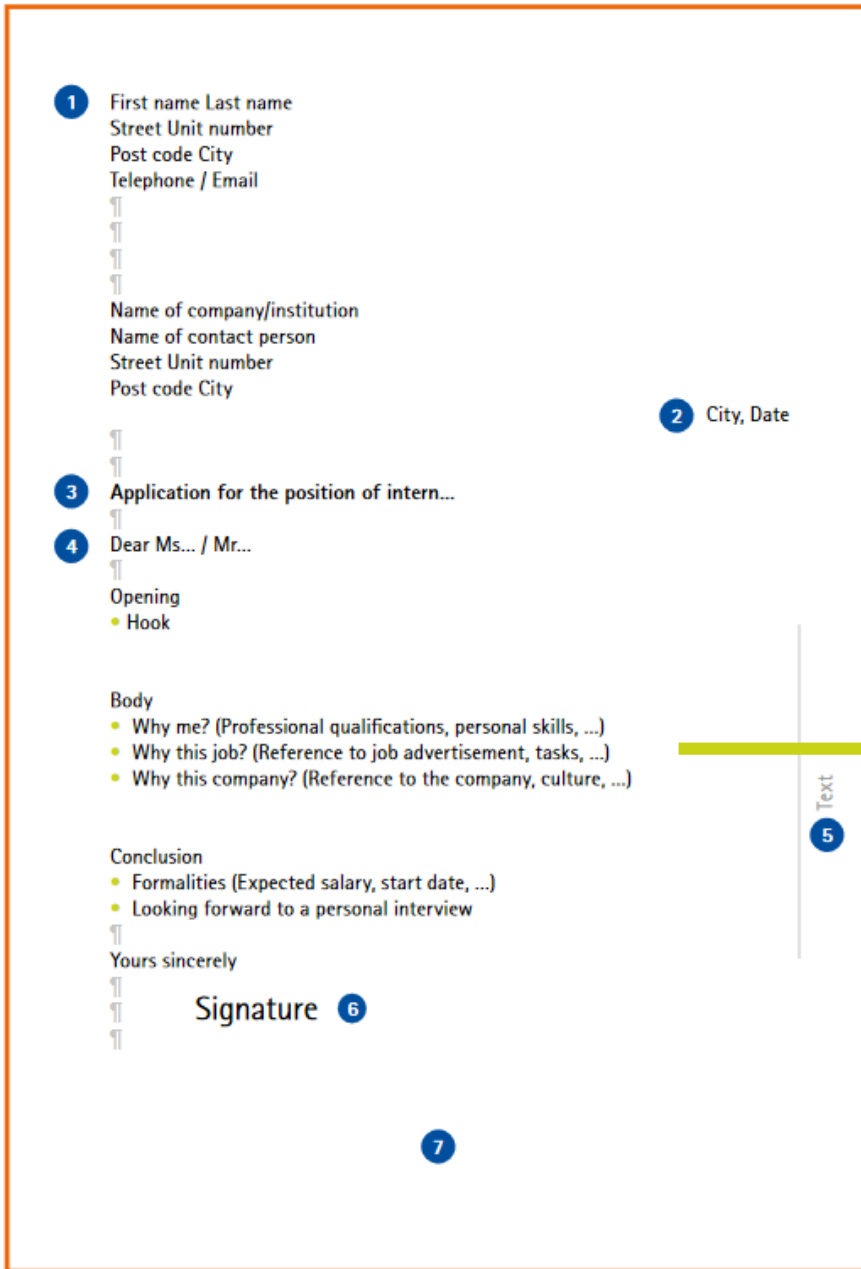 1 First name Last name
Street Unit number
Post code City
Telephone / Email
¶
¶
¶
¶
Name of company/institution
Name of contact person
Street Unit number
Post code City
2 City, Date
¶
¶
3 Application for the position of intern...
¶
4 Dear Ms... / Mr...
¶
Opening
• Hook
Body
• Why me? (Professional qualifications, personal skills, ...)
• Why this job? (Reference to job advertisement, tasks, ...)
• Why this company? (Reference to the company, culture, ...)
Text
5
Conclusion
• Formalities (Expected salary, start date, ...)
• Looking forward to a personal interview
¶
Yours sincerely
¶
¶ Signature 6
¶
7